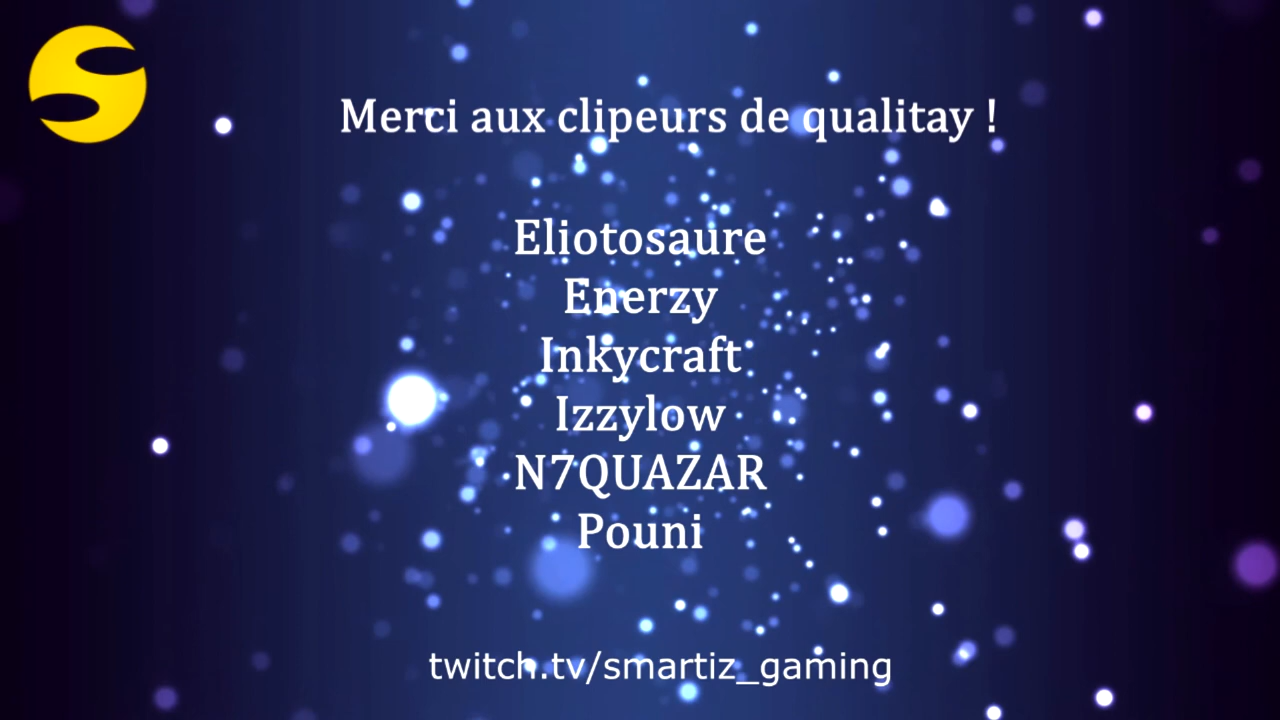 Merci aux clipeurs de qualitay !
Eliotosaure
Enerzy
Inkycraft
Izzylow
N7QUAZAR
Pouni
twitch.tv/smartiz_gaming